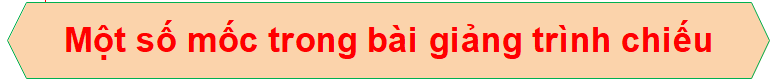 Một số mốc trong bài giảng trình chiếu